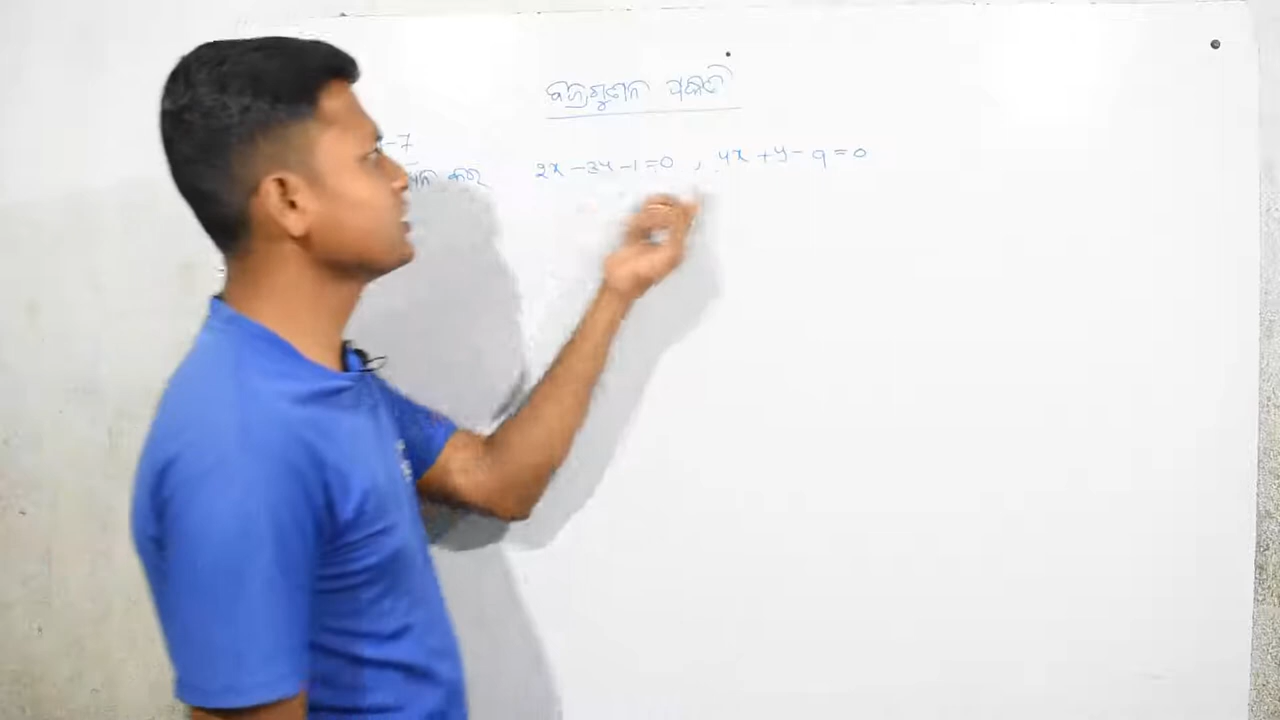 ବଜ୍ରଗୁଣନ ପଦ୍ଧତି
-7
କର 2x - 3y - 1 = 0 , 4x + y - 9 = 0